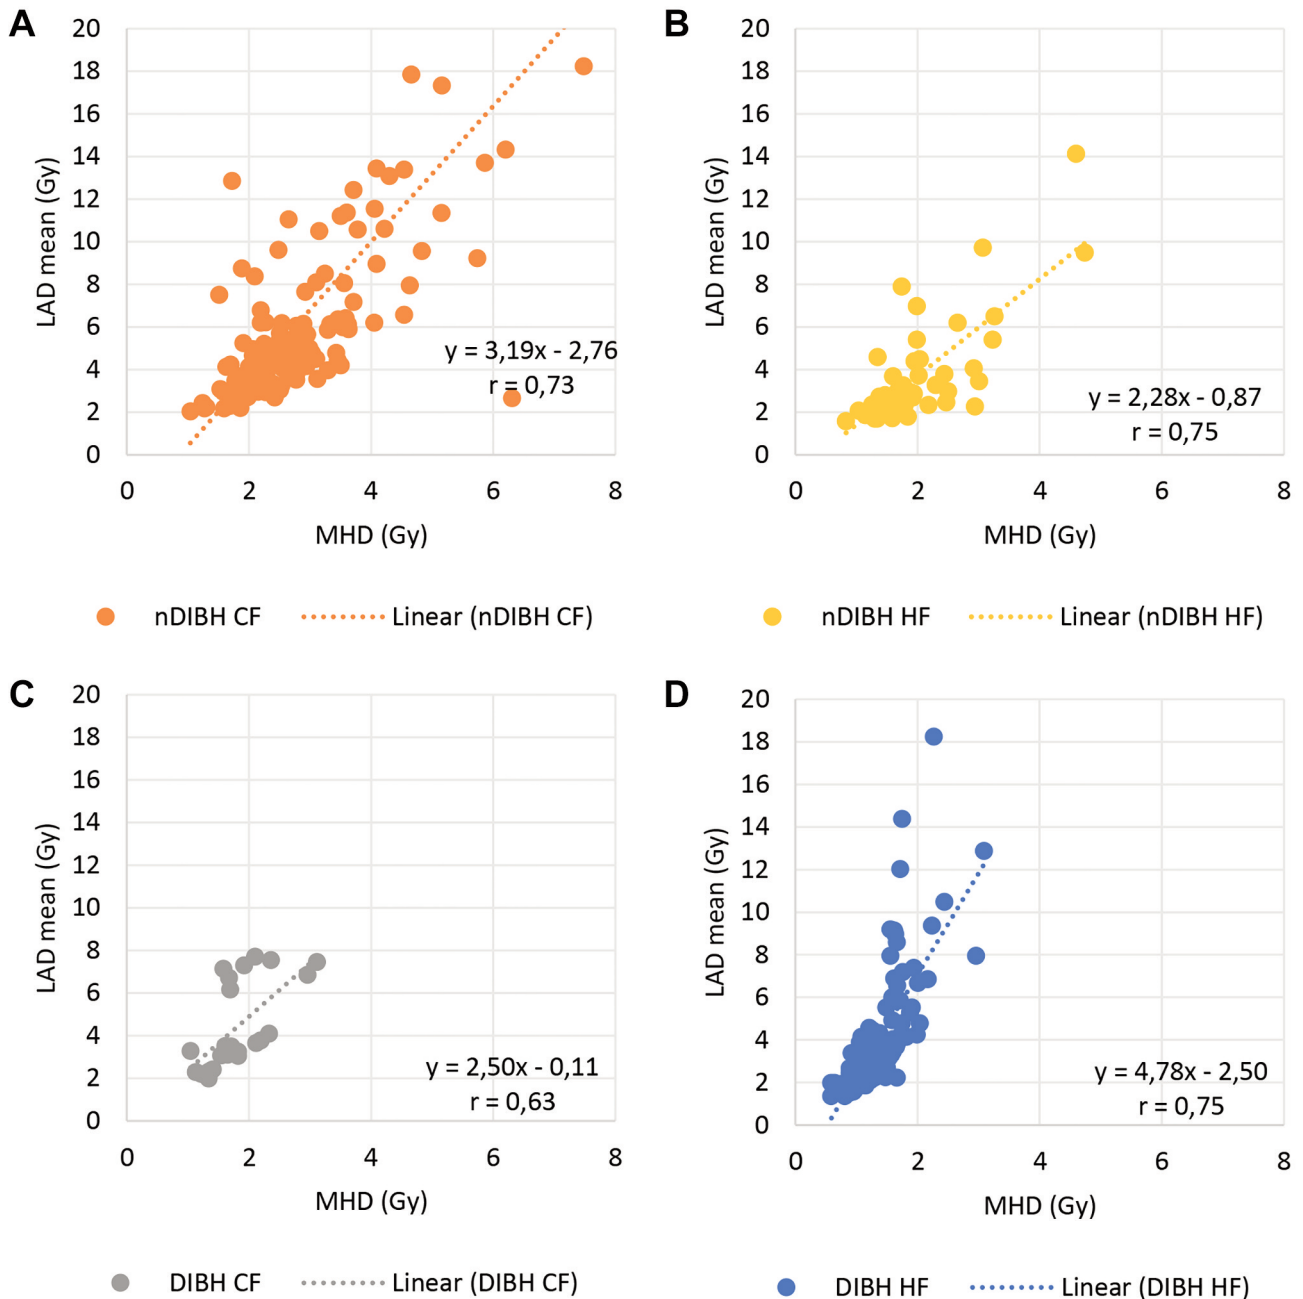 A
LAD mean (Gy)
20
18
16
14
12
10
8
6
4
2
0
y = 3,19x - 2,76
r = 0,73
0 2 4 6 8
MHD (Gy)
nDIBH CF Linear (nDIBH CF)
B
LAD mean (Gy)
20
18
16
14
12
10
8
6
4
2
0
y = 2,28x - 0,87
r = 0,75
0 2 4 6 8
MHD (Gy)
nDIBH HF Linear (nDIBH HF)
C
LAD mean (Gy)
20
18
16
14
12
10
8
6
4
2
0
y = 2,50x - 0,11
r = 0,63
0 2 4 6 8
MHD (Gy)
DIBH CF Linear (DIBH CF)
D
LAD mean (Gy)
20
18
16
14
12
10
8
6
4
2
0
y = 4,78x - 2,50
r = 0,75
0 2 4 6 8
MHD (Gy)
DIBH HF Linear (DIBH HF)